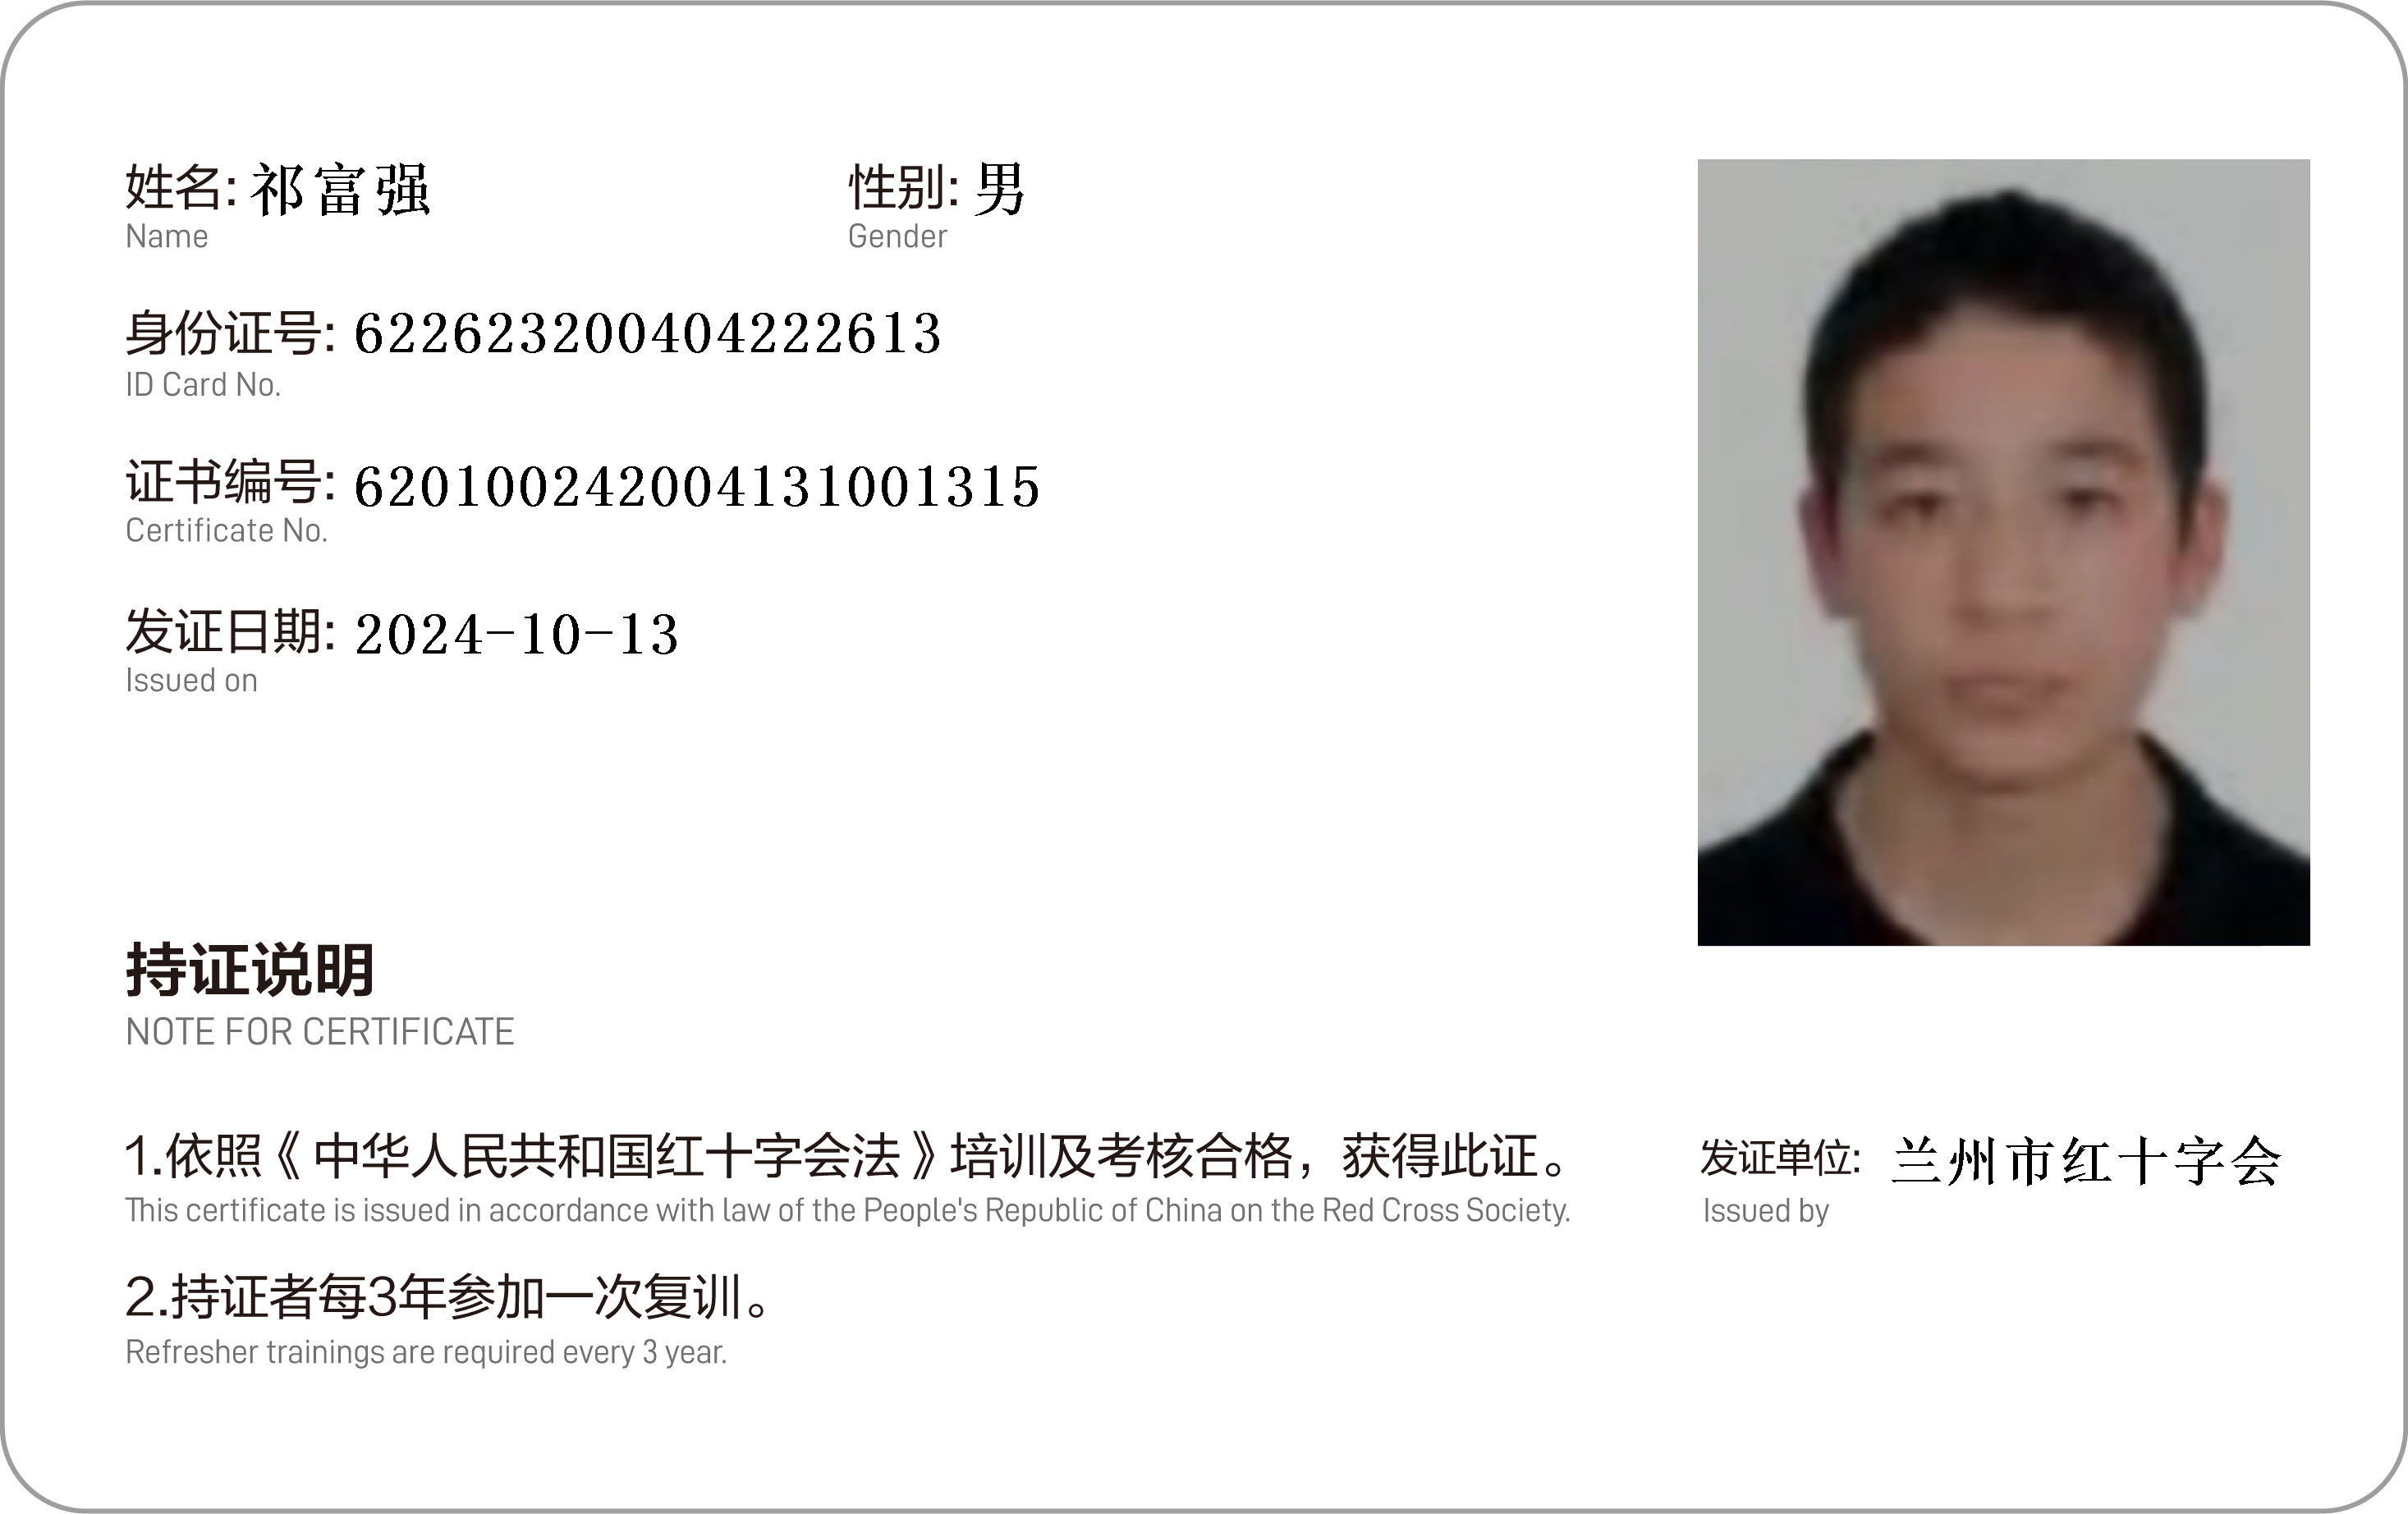 姓名: 祁富强
Name
性别: 男
Gender
身份证号: 622623200404222613
ID Card No.
证书编号: 620100242004131001315
Certificate No.
发证日期: 2024-10-13
Issued on
持证说明
NOTE FOR CERTIFICATE
1.依照《中华人民共和国红十字会法》培训及考核合格，获得此证。
This certificate is issued in accordance with law of the People's Republic of China on the Red Cross Society.
2.持证者每3年参加一次复训。
Refresher trainings are required every 3 year.
发证单位: 兰州市红十字会
Issued by